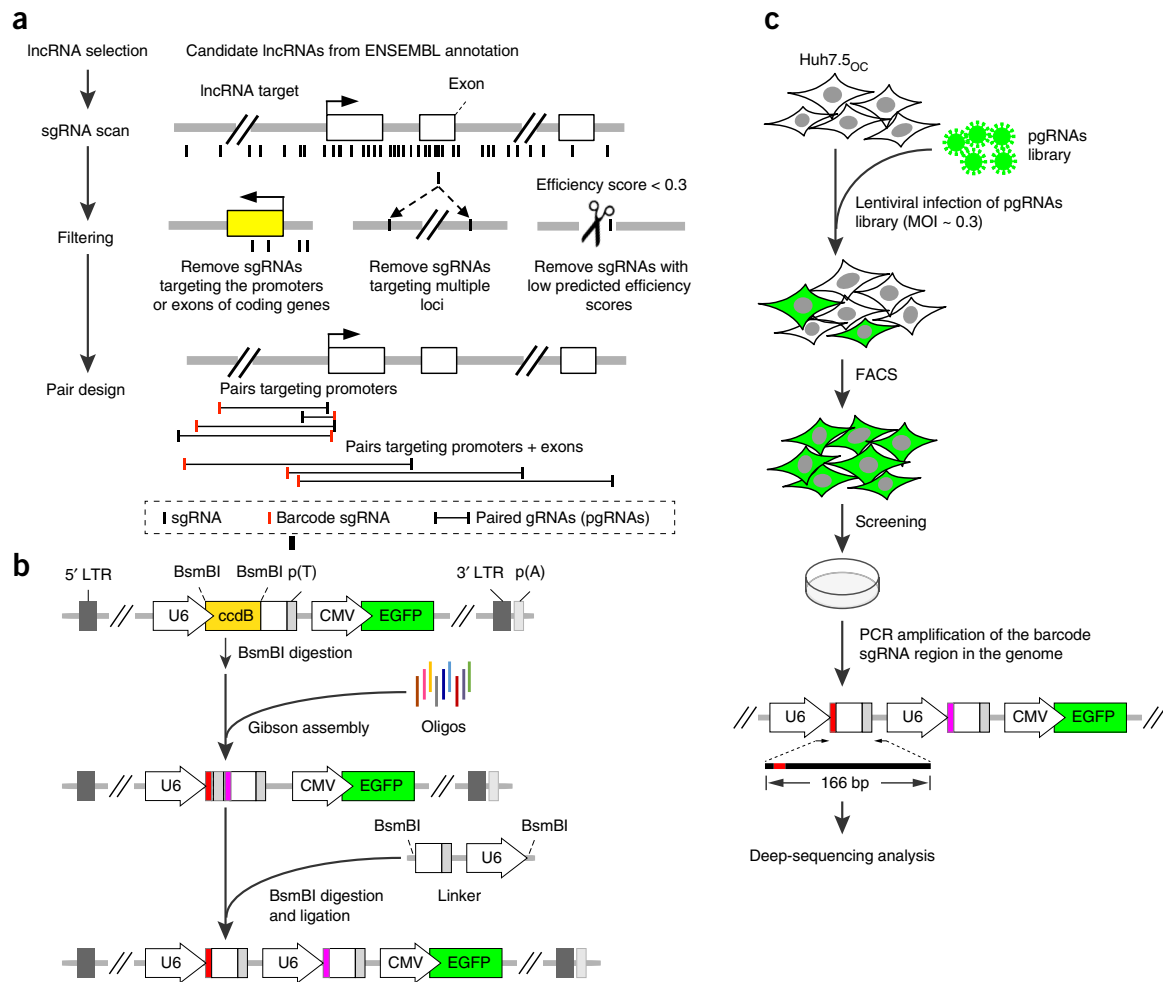 a
lncRNA selection
Candidate lncRNAs from ENSEMBL annotation
lncRNA target
Exon
sgRNA scan
Efficiency score < 0.3
Filtering
Remove sgRNAs
targeting the promoters
or exons of coding genes
Remove sgRNAs
targeting multiple
loci
Remove sgRNAs with
low predicted efficiency
scores
Pair design
Pairs targeting promoters
Pairs targeting promoters + exons
sgRNA
Barcode sgRNA
Paired gRNAs (pgRNAs)
b
5′ LTR
BsmBI
BsmBI
p(T)
3′ LTR
p(A)
U6
ccdB
CMV
EGFP
BsmBI digestion
Gibson assembly
Oligos
U6
CMV
EGFP
BsmBI
BsmBI
U6
Linker
BsmBI digestion
and ligation
U6
U6
CMV
EGFP
c
Huh7.5OC
pgRNAs
library
Lentiviral infection of pgRNAs
library (MOI ~ 0.3)
FACS
Screening
PCR amplification of the barcode
sgRNA region in the genome
U6
U6
CMV
EGFP
166 bp
Deep-sequencing analysis